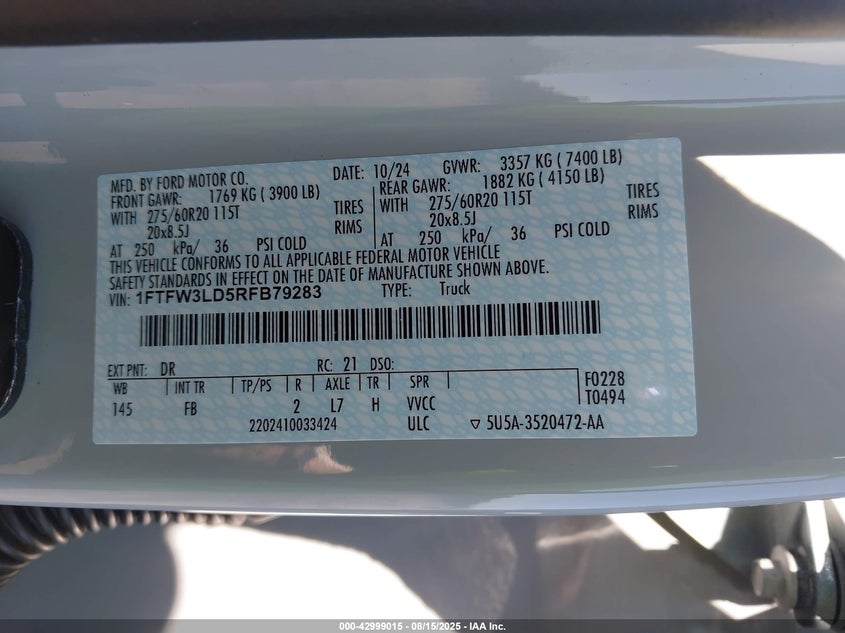 MFD. BY FORD MOTOR CO. DATE: 10/24 GVWR: 3357 KG ( 7400 LB)
FRONT GAWR: 1769 KG ( 3900 LB) REAR GAWR: 1882 KG ( 4150 LB)
WITH 275/60R20 115T TIRES WITH 275/60R20 115T TIRES
20x8.5J RIMS 20x8.5J RIMS
AT 250 kPa/ 36 PSI COLD AT 250 kPa/ 36 PSI COLD
THIS VEHICLE CONFORMS TO ALL APPLICABLE FEDERAL MOTOR VEHICLE
SAFETY STANDARDS IN EFFECT ON THE DATE OF MANUFACTURE SHOWN ABOVE.
VIN: 1FTFW3LD5RFB79283 TYPE: Truck
EXT PNT: DR RC: 21 DSO:
WB INT TR TP/PS R AXLE TR SPR F0228
145 FB 2 L7 H VVCC T0494
2202410033424 ULC ▽ 5U5A-3520472-AA
000-42999015 - 08/15/2025 - IAA Inc.